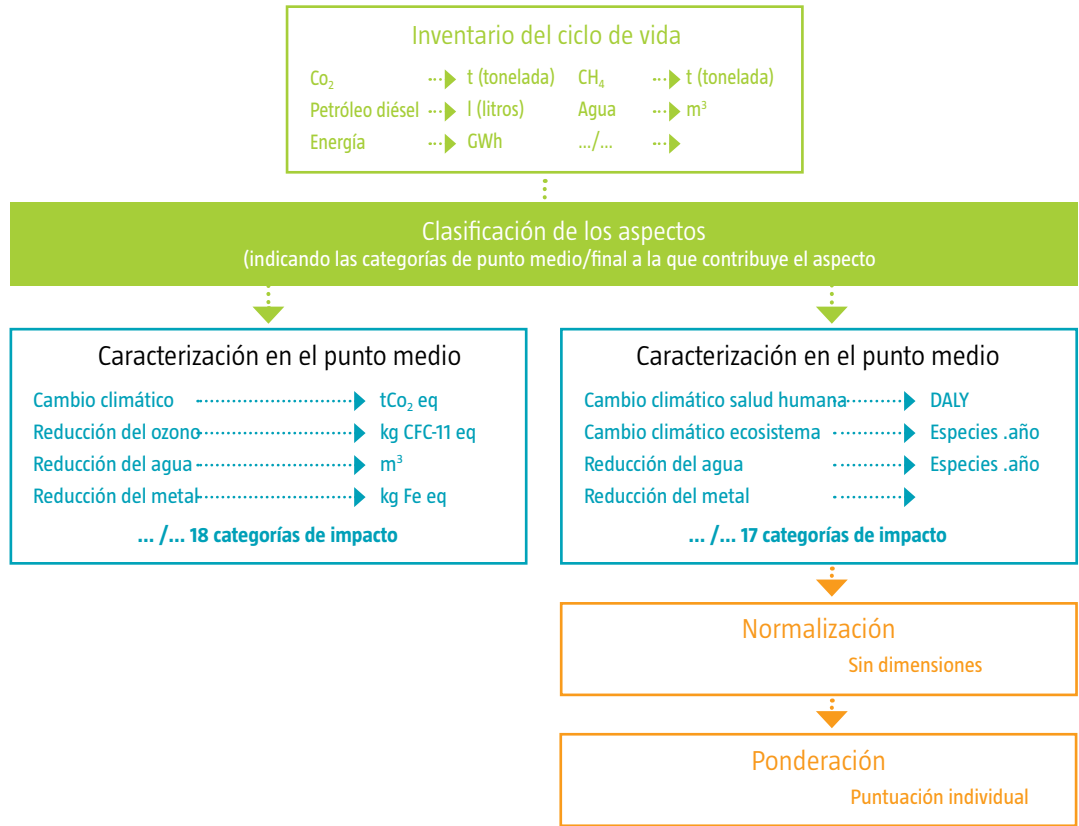 Inventario del ciclo de vida
Co₂ t (tonelada) CH₄ t (tonelada)
Petróleo diésel l (litros) Agua m³
Energía GWh .../...
Clasificación de los aspectos
(indicando las categorías de punto medio/final a la que contribuye el aspecto
Caracterización en el punto medio
Cambio climático tCo₂ eq
Reducción del ozono kg CFC-11 eq
Reducción del agua m³
Reducción del metal kg Fe eq
... /... 18 categorías de impacto
Caracterización en el punto medio
Cambio climático salud humana DALY
Cambio climático ecosistema Especies .año
Reducción del agua Especies .año
Reducción del metal
... /... 17 categorías de impacto
Normalización
Sin dimensiones
Ponderación
Puntuación individual